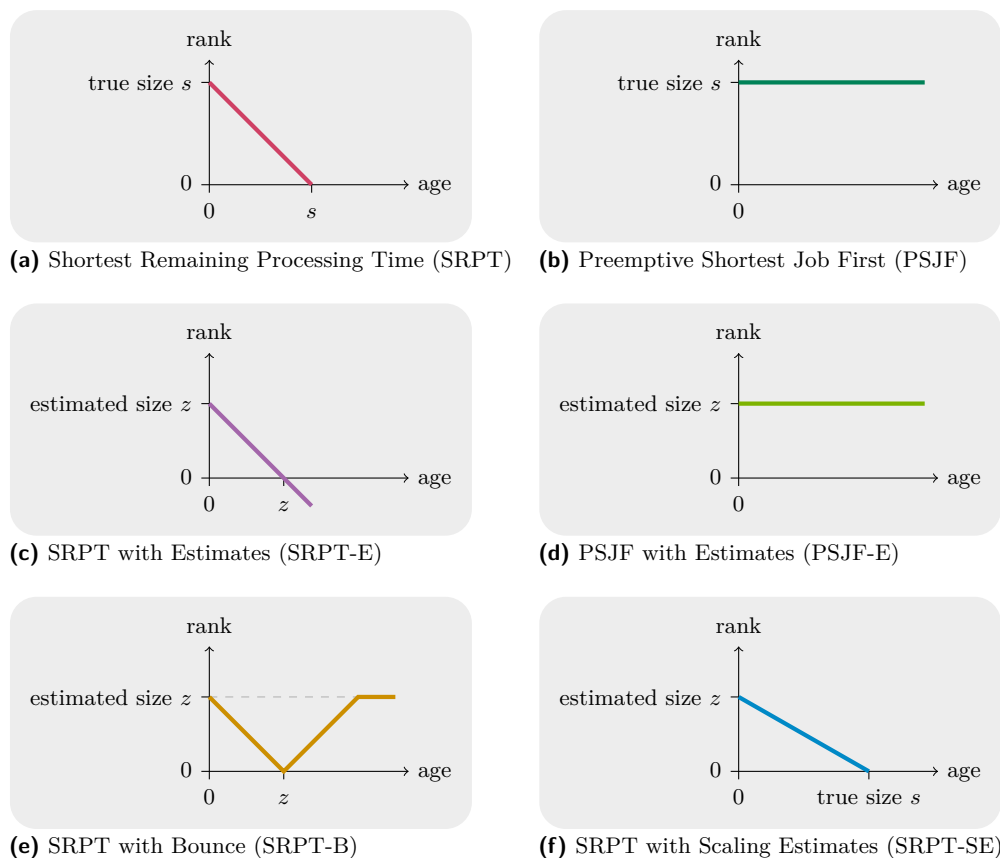 rank
true size s
0
age
0
s
(a) Shortest Remaining Processing Time (SRPT)
rank
true size s
0
age
0
(b) Preemptive Shortest Job First (PSJF)
rank
estimated size z
0
age
0
z
(c) SRPT with Estimates (SRPT-E)
rank
estimated size z
0
age
0
(d) PSJF with Estimates (PSJF-E)
rank
estimated size z
0
age
0
z
(e) SRPT with Bounce (SRPT-B)
rank
estimated size z
0
age
0
true size s
(f) SRPT with Scaling Estimates (SRPT-SE)